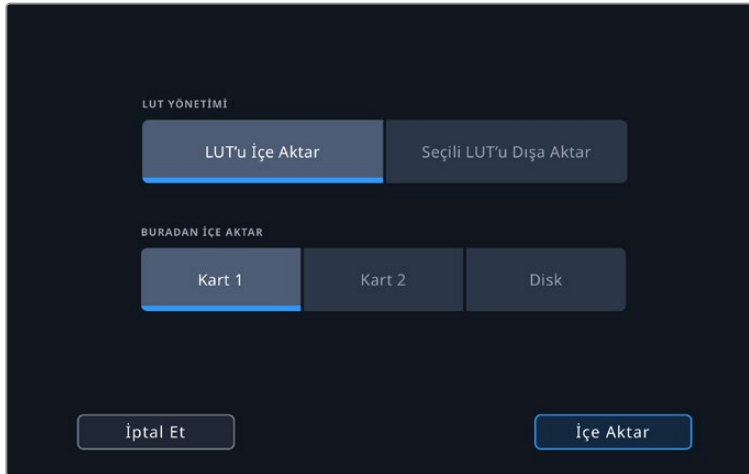 LUT YÖNETİMİ
LUT’u İçe Aktar Seçili LUT’u Dışa Aktar
BURADAN İÇE AKTAR
Kart 1 Kart 2 Disk
İptal Et İçe Aktar